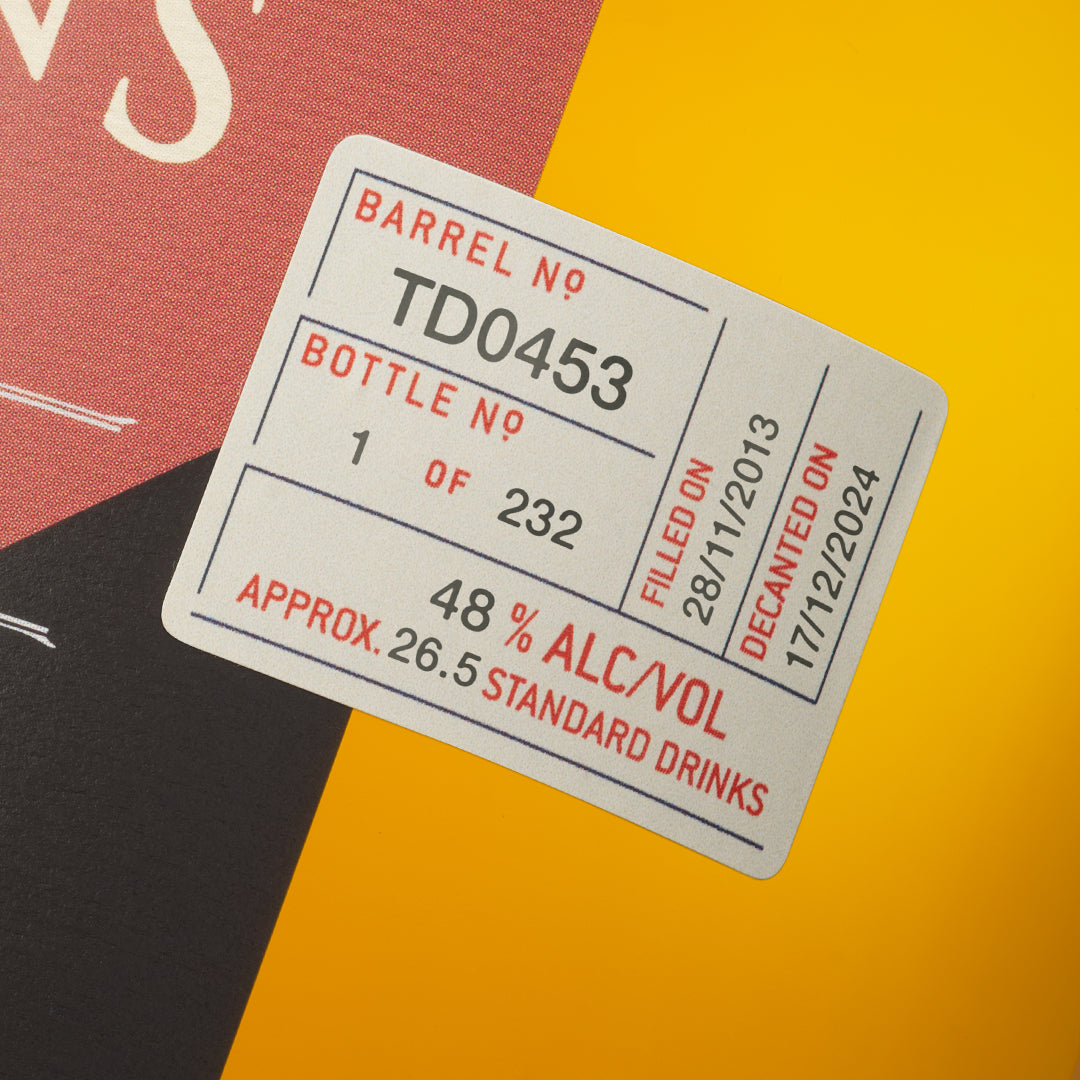 NS
BARREL Nº
TD0453
BOTTLE Nº
1 OF 232
FILLED ON
28/11/2013
DECANTED ON
17/12/2024
48 % ALC/VOL
APPROX. 26.5 STANDARD DRINKS